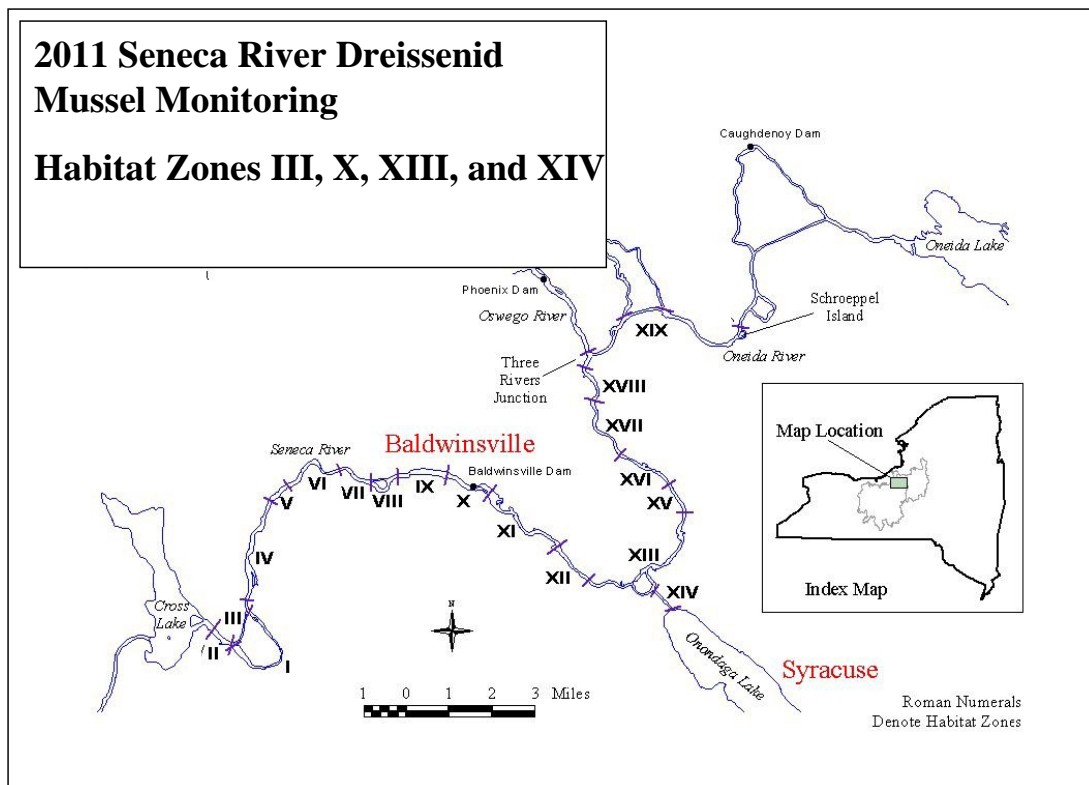 2011 Seneca River Dreissenid
Mussel Monitoring
Habitat Zones III, X, XIII, and XIV
Caughdenoy Dam
Oneida Lake
Phoenix Dam
Oswego River
Schroeppel
Island
XIX
Oneida River
Three
Rivers
Junction
XVIII
XVII
Map Location
Baldwinsville
Seneca River
Baldwinsville Dam
VI
VII
VIII
IX
X
XVI
V
XV
XI
IV
XIII
XII
XIV
Index Map
Cross
Lake
III
II
I
N
Onondaga Lake
Syracuse
1 0 1 2 3 Miles
Roman Numerals
Denote Habitat Zones